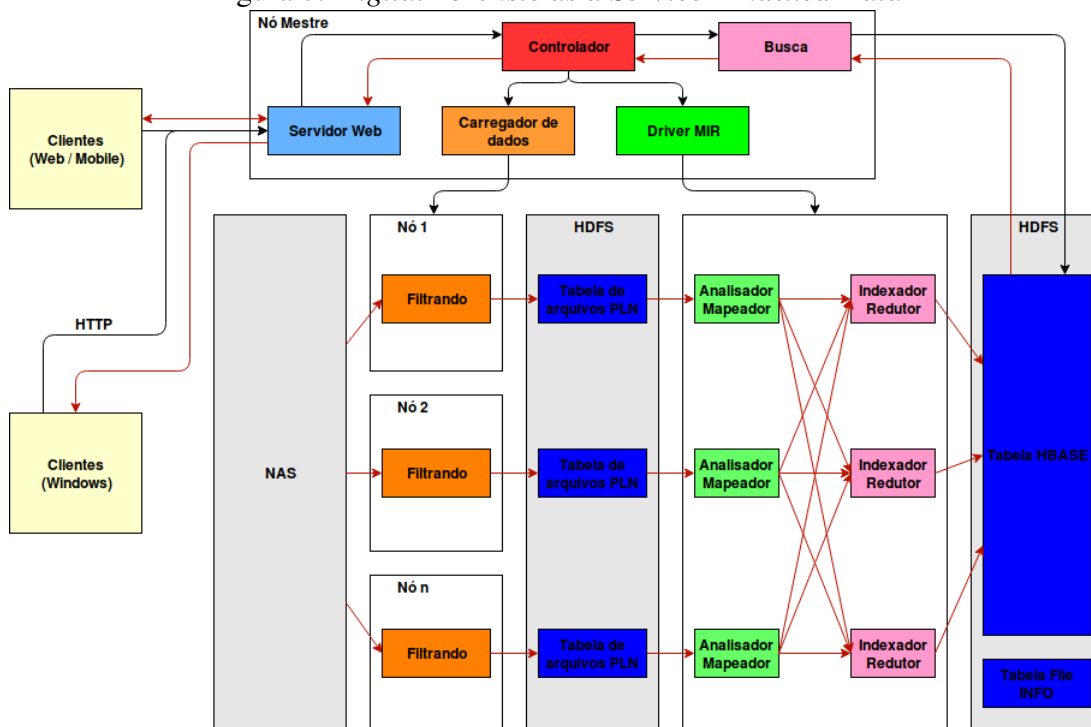 Nó Mestre
Controlador
Busca
Clientes
(Web / Mobile)
Servidor Web
Carregador de
dados
Driver MIR
Nó 1
HDFS
HDFS
Filtrando
Tabela de
arquivos PLN
Analisador
Mapeador
Indexador
Redutor
HTTP
Nó 2
Clientes
(Windows)
NAS
Filtrando
Tabela de
arquivos PLN
Analisador
Mapeador
Indexador
Redutor
Tabela HBASE
Nó n
Filtrando
Tabela de
arquivos PLN
Analisador
Mapeador
Indexador
Redutor
Tabela File
INFO